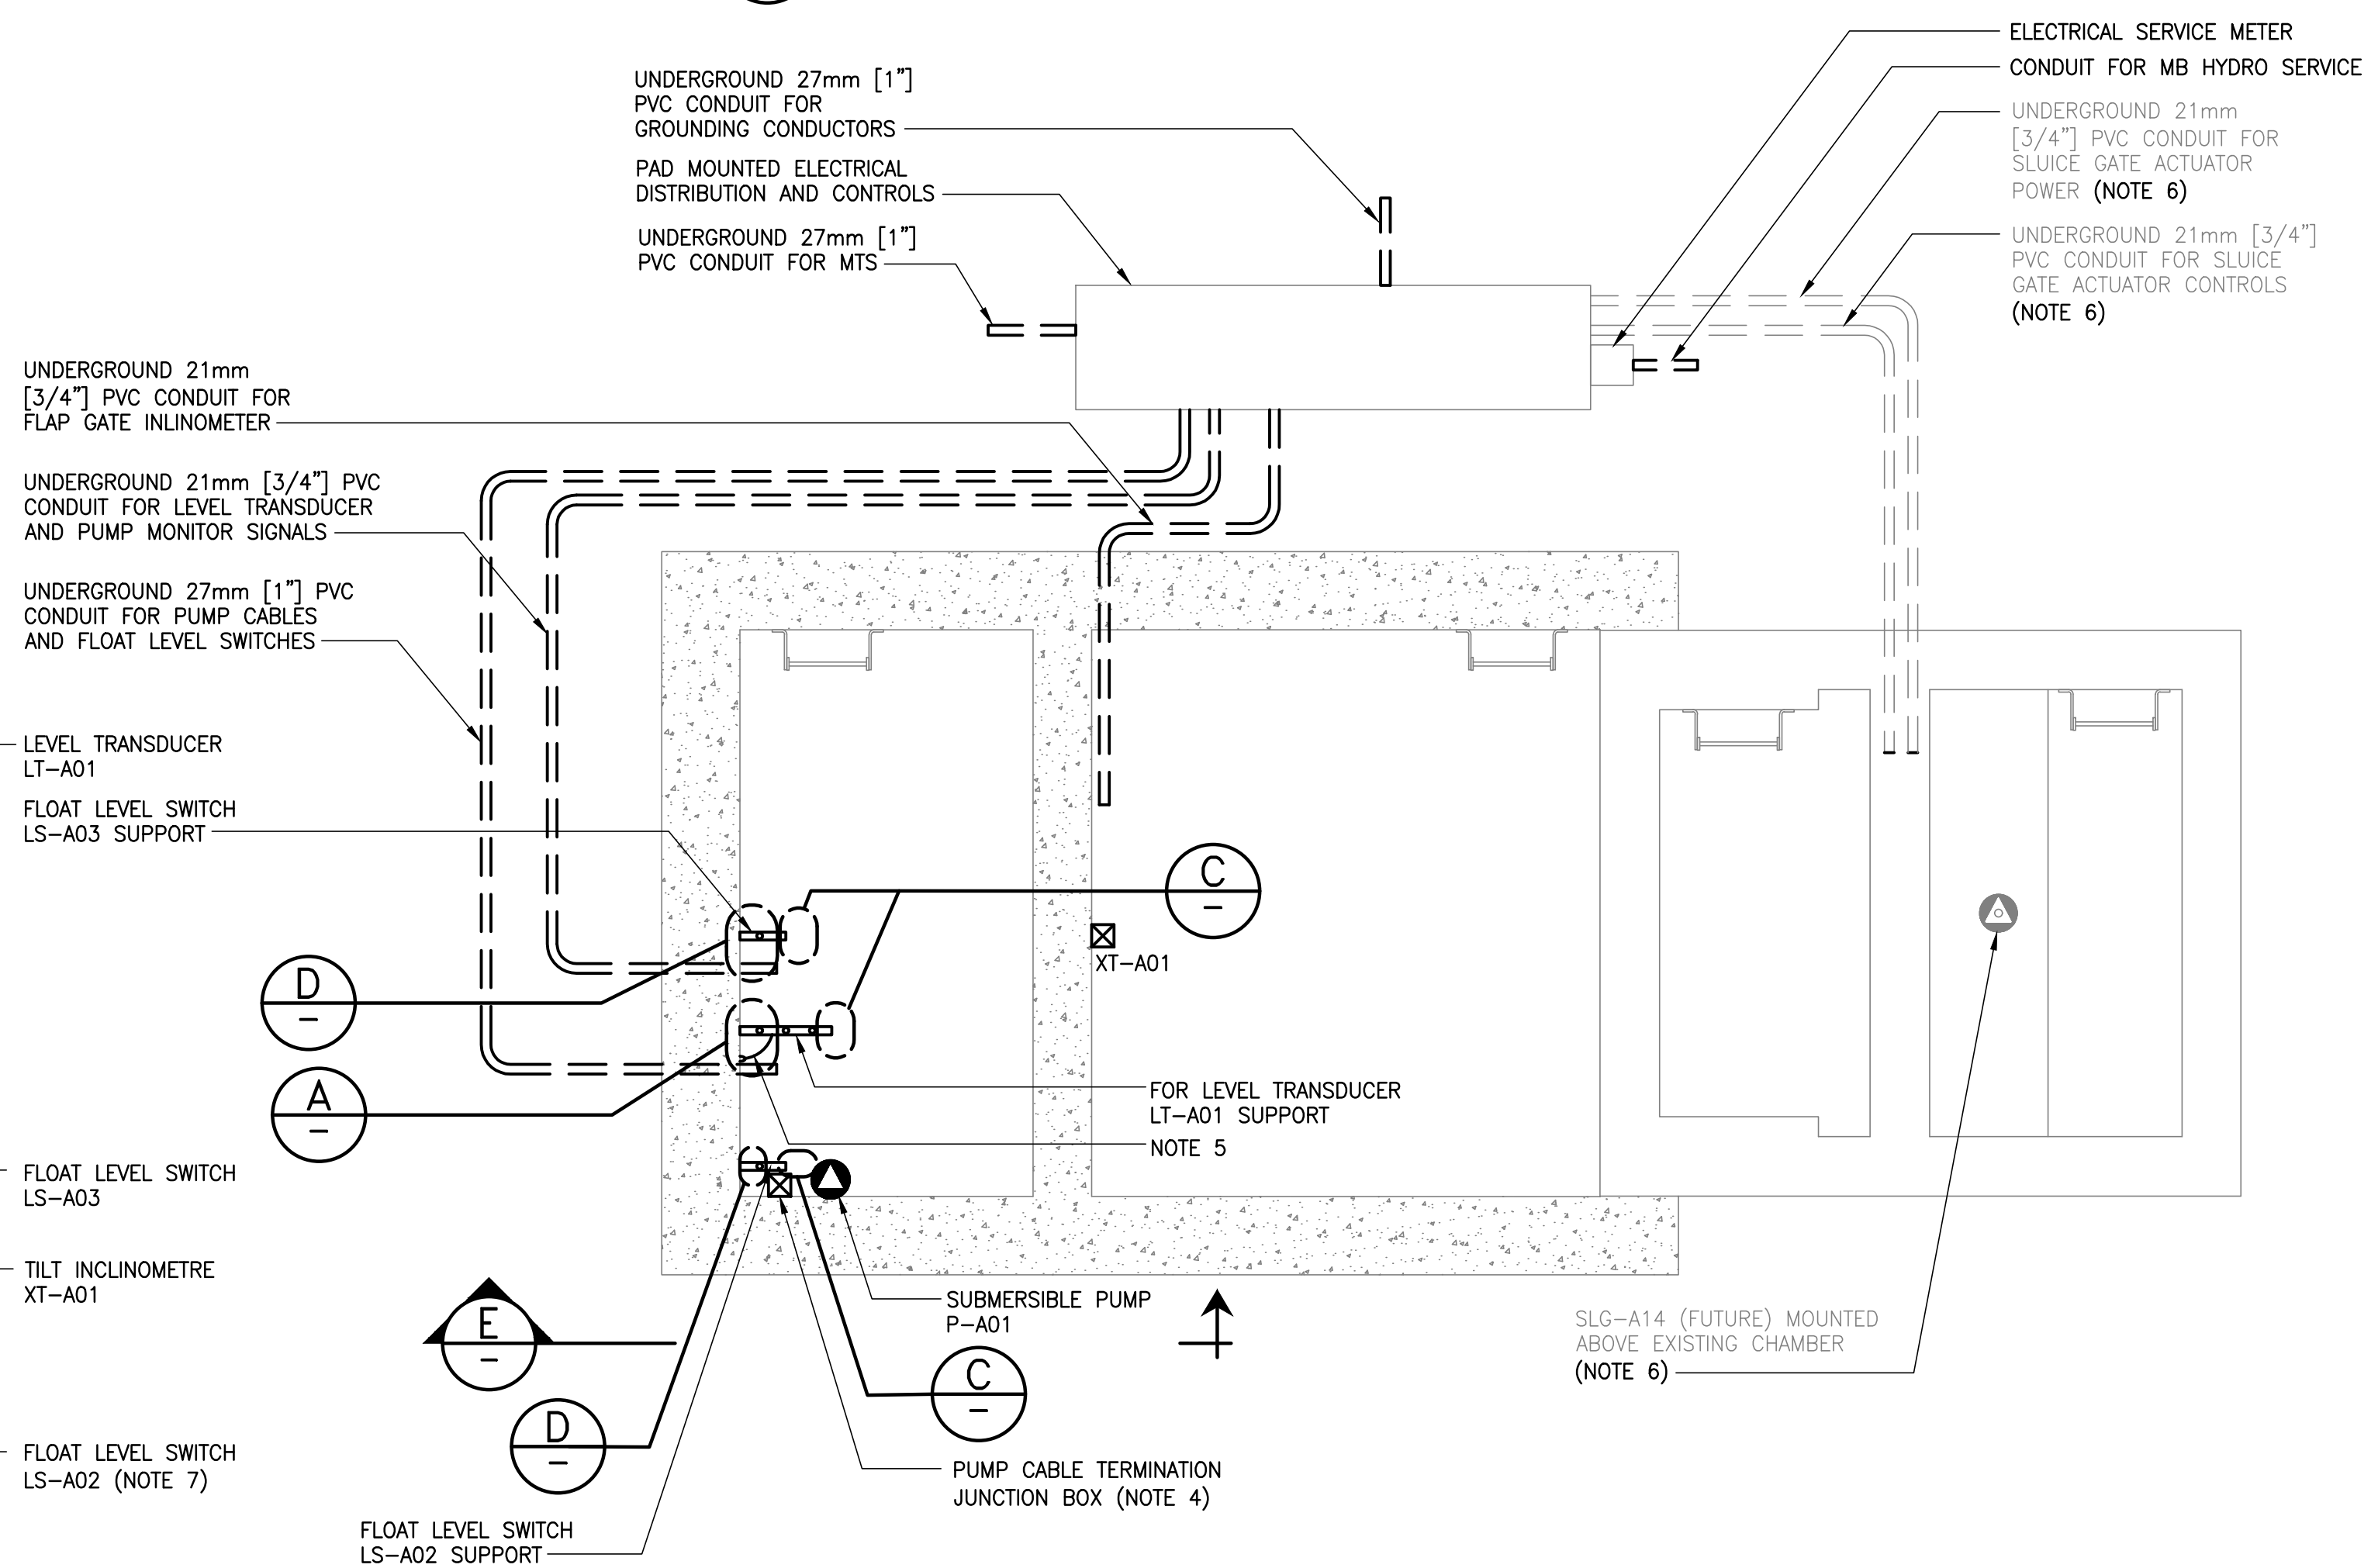 ELECTRICAL SERVICE METER
CONDUIT FOR MB HYDRO SERVICE
UNDERGROUND 21mm
[3/4"] PVC CONDUIT FOR
SLUICE GATE ACTUATOR
POWER (NOTE 6)
UNDERGROUND 21mm [3/4"]
PVC CONDUIT FOR SLUICE
GATE ACTUATOR CONTROLS
(NOTE 6)
UNDERGROUND 27mm [1"]
PVC CONDUIT FOR
GROUNDING CONDUCTORS
PAD MOUNTED ELECTRICAL
DISTRIBUTION AND CONTROLS
UNDERGROUND 27mm [1"]
PVC CONDUIT FOR MTS
UNDERGROUND 21mm
[3/4"] PVC CONDUIT FOR
FLAP GATE INLINOMETER
UNDERGROUND 21mm [3/4"] PVC
CONDUIT FOR LEVEL TRANSDUCER
AND PUMP MONITOR SIGNALS
UNDERGROUND 27mm [1"] PVC
CONDUIT FOR PUMP CABLES
AND FLOAT LEVEL SWITCHES
LEVEL TRANSDUCER
LT-A01
FLOAT LEVEL SWITCH
LS-A03 SUPPORT
C
-
XT-A01
D
-
A
-
FOR LEVEL TRANSDUCER
LT-A01 SUPPORT
NOTE 5
FLOAT LEVEL SWITCH
LS-A03
TILT INCLINOMETRE
XT-A01
E
-
SUBMERSIBLE PUMP
P-A01
C
-
SLG-A14 (FUTURE) MOUNTED
ABOVE EXISTING CHAMBER
(NOTE 6)
D
-
FLOAT LEVEL SWITCH
LS-A02 (NOTE 7)
PUMP CABLE TERMINATION
JUNCTION BOX (NOTE 4)
FLOAT LEVEL SWITCH
LS-A02 SUPPORT